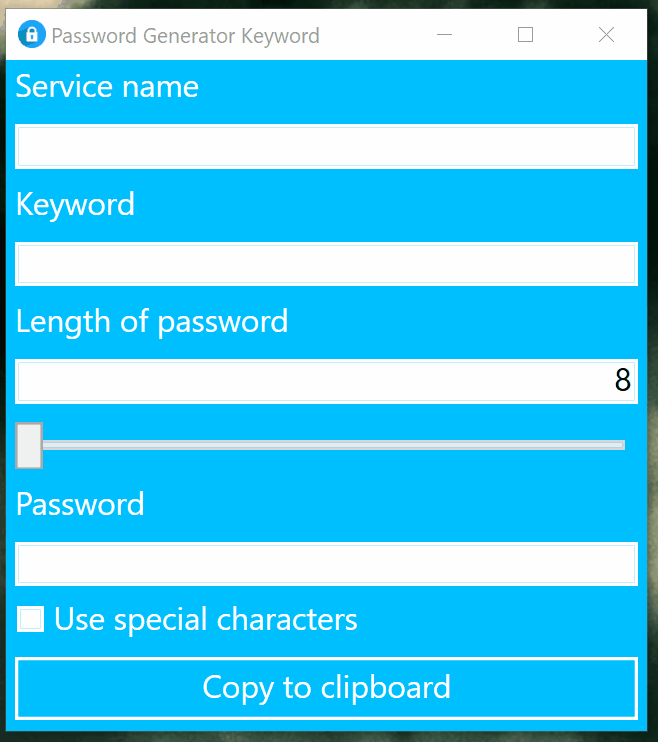 Password Generator Keyword
Service name
Keyword
Length of password
8
Password
Use special characters
Copy to clipboard